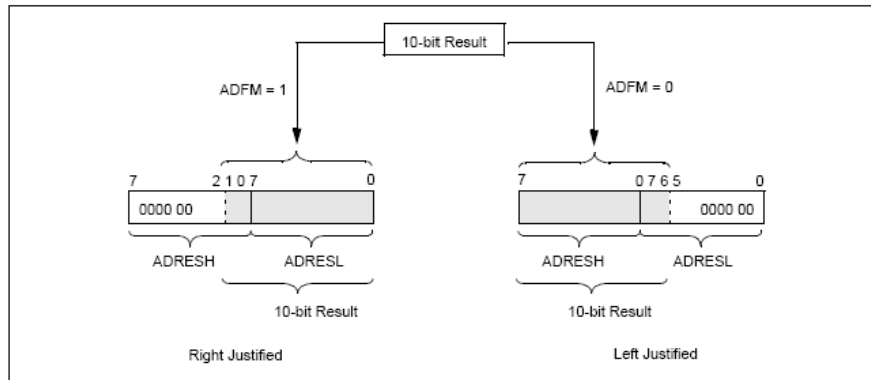 10-bit Result
ADFM = 1
ADFM = 0
7 2 1 0 7 0
7 0 7 6 5 0
0000 00
0000 00
ADRESH ADRESL
ADRESH ADRESL
10-bit Result
10-bit Result
Right Justified
Left Justified